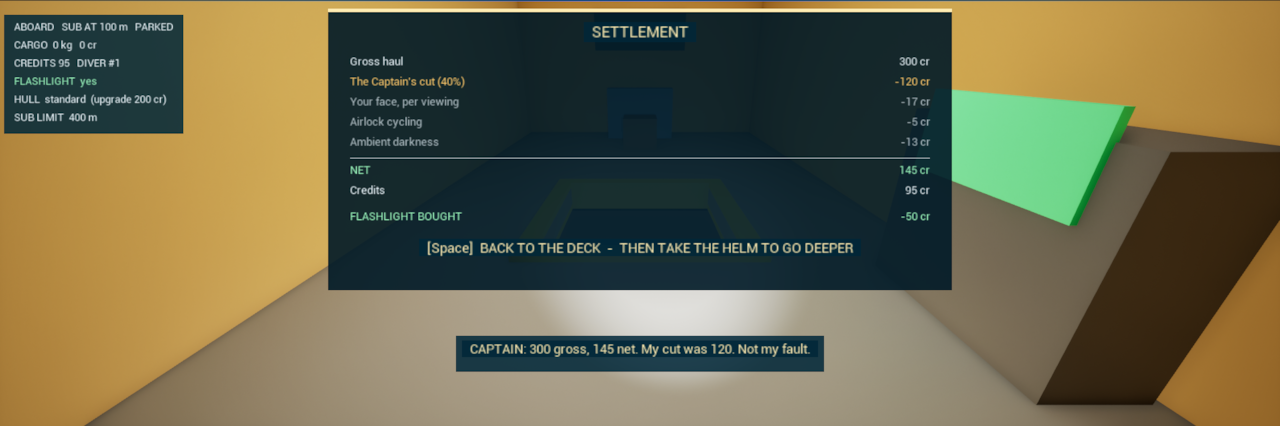 ABOARD SUB AT 100 m PARKED
CARGO 0 kg 0 cr
CREDITS 95 DIVER #1
FLASHLIGHT yes
HULL standard (upgrade 200 cr)
SUB LIMIT 400 m
SETTLEMENT
Gross haul 300 cr
The Captain's cut (40%) -120 cr
Your face, per viewing -17 cr
Airlock cycling -5 cr
Ambient darkness -13 cr
NET 145 cr
Credits 95 cr
FLASHLIGHT BOUGHT -50 cr
[Space] BACK TO THE DECK - THEN TAKE THE HELM TO GO DEEPER
CAPTAIN: 300 gross, 145 net. My cut was 120. Not my fault.